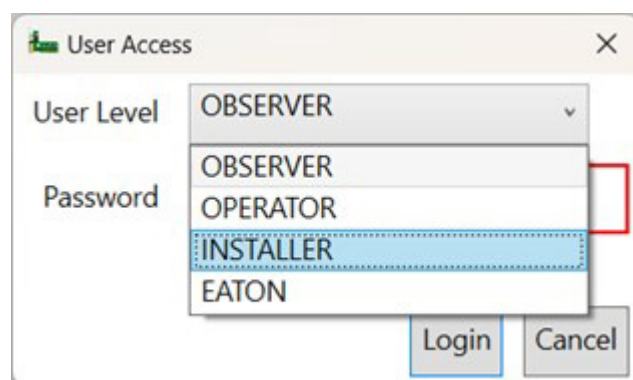 User Access
User Level OBSERVER
OBSERVER
Password
OPERATOR
INSTALLER
EATON
Login Cancel